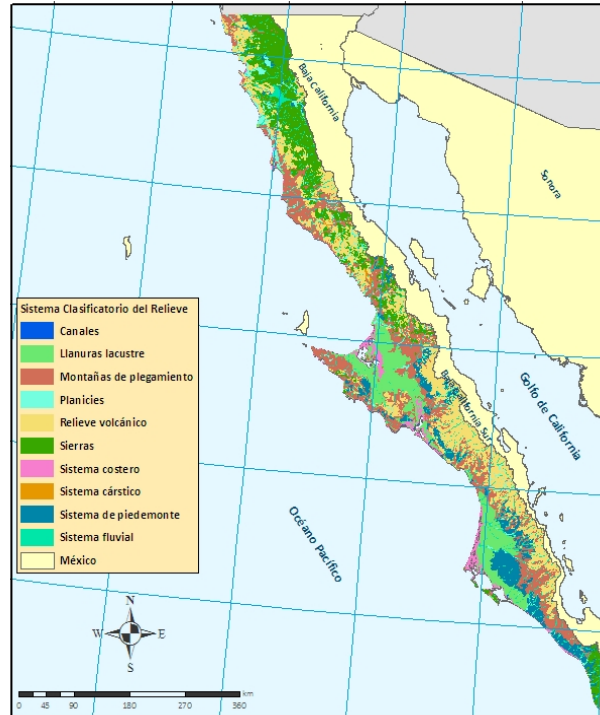 Baja California
Sonora
Sistema Clasificatorio del Relieve
Canales
Llanuras lacustre
Montañas de plegamiento
Planicies
Relieve volcánico
Sierras
Sistema costero
Sistema cárstico
Sistema de piedemonte
Sistema fluvial
México
Baja California Sur
Golfo de California
Océano Pacífico
N
W
E
S
km
0 45 90 180 270 360